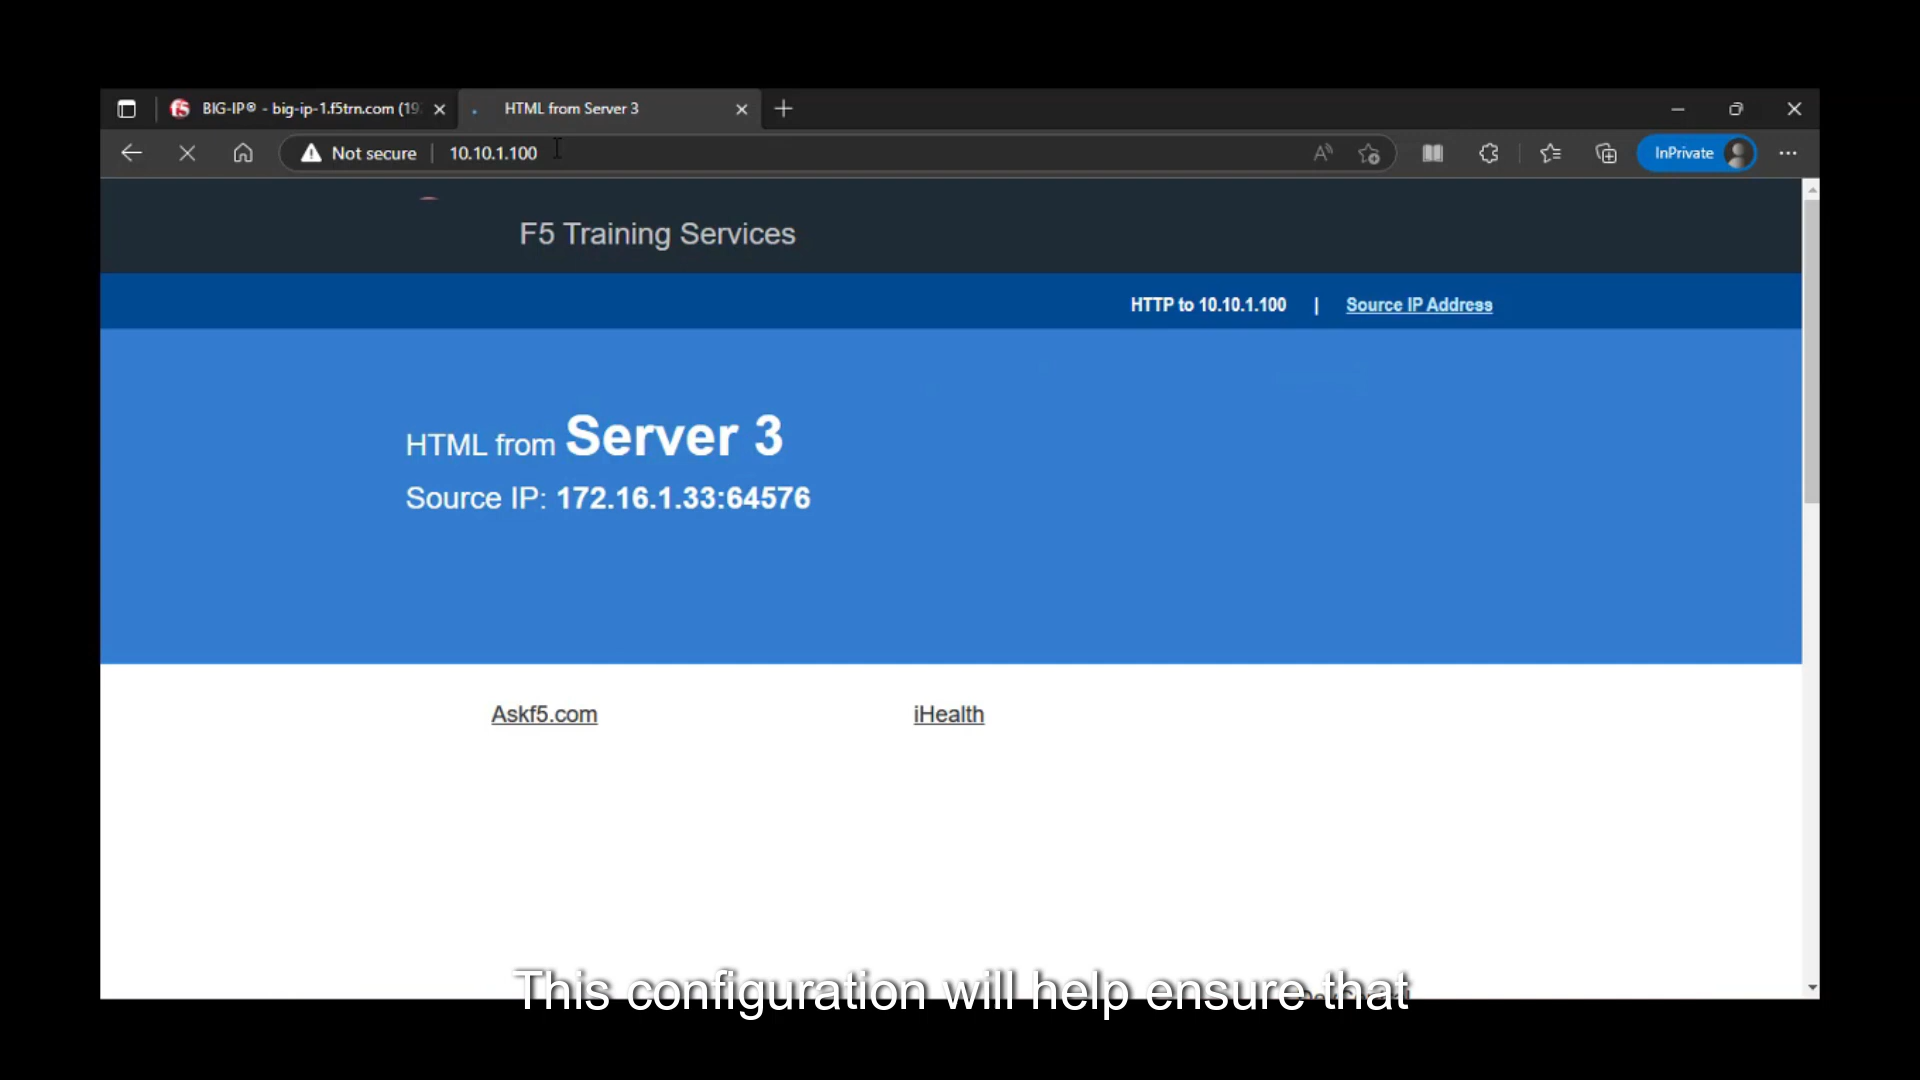 BIG-IP® - big-ip-1.f5trn.com (19
HTML from Server 3
Not secure
10.10.1.100
InPrivate
F5 Training Services
HTTP to 10.10.1.100 | Source IP Address
HTML from Server 3
Source IP: 172.16.1.33:64576
Askf5.com
iHealth
This configuration will help ensure that